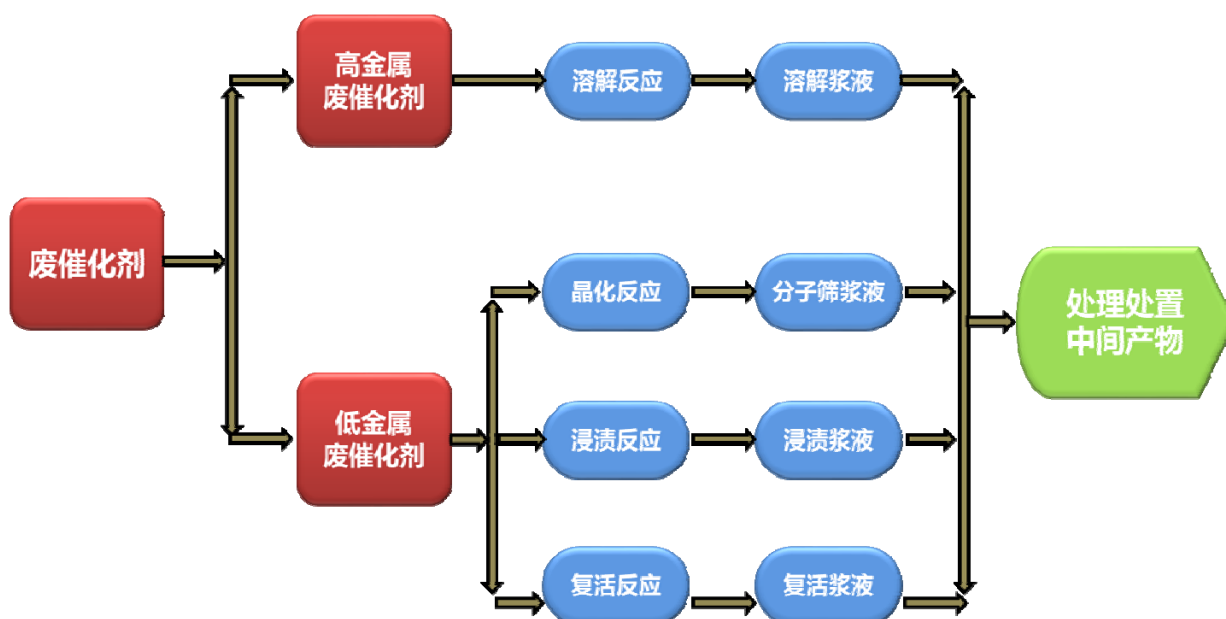 高金属
废催化剂
溶解反应
溶解浆液
废催化剂
晶化反应
分子筛浆液
处理处置
中间产物
低金属
废催化剂
浸渍反应
浸渍浆液
复活反应
复活浆液